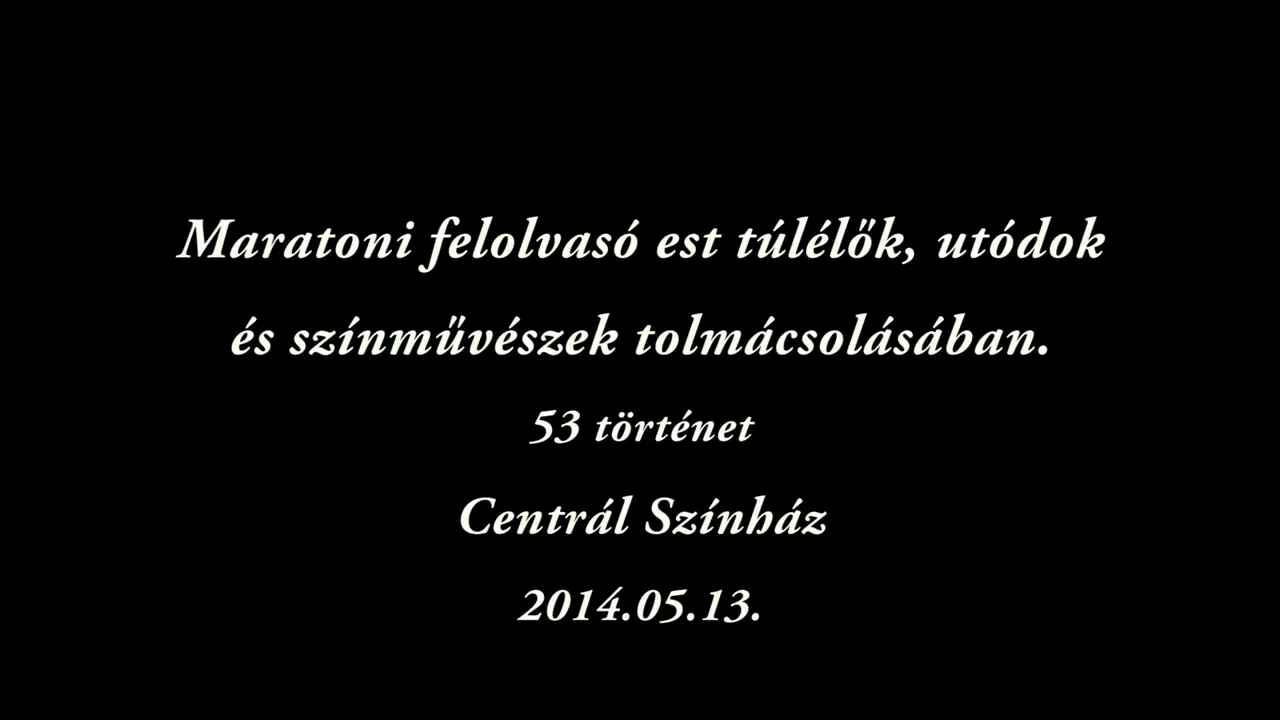 Maratoni felolvasó est túlélők, utódok
és színművészek tolmácsolásában.
53 történet
Centrál Színház
2014.05.13.